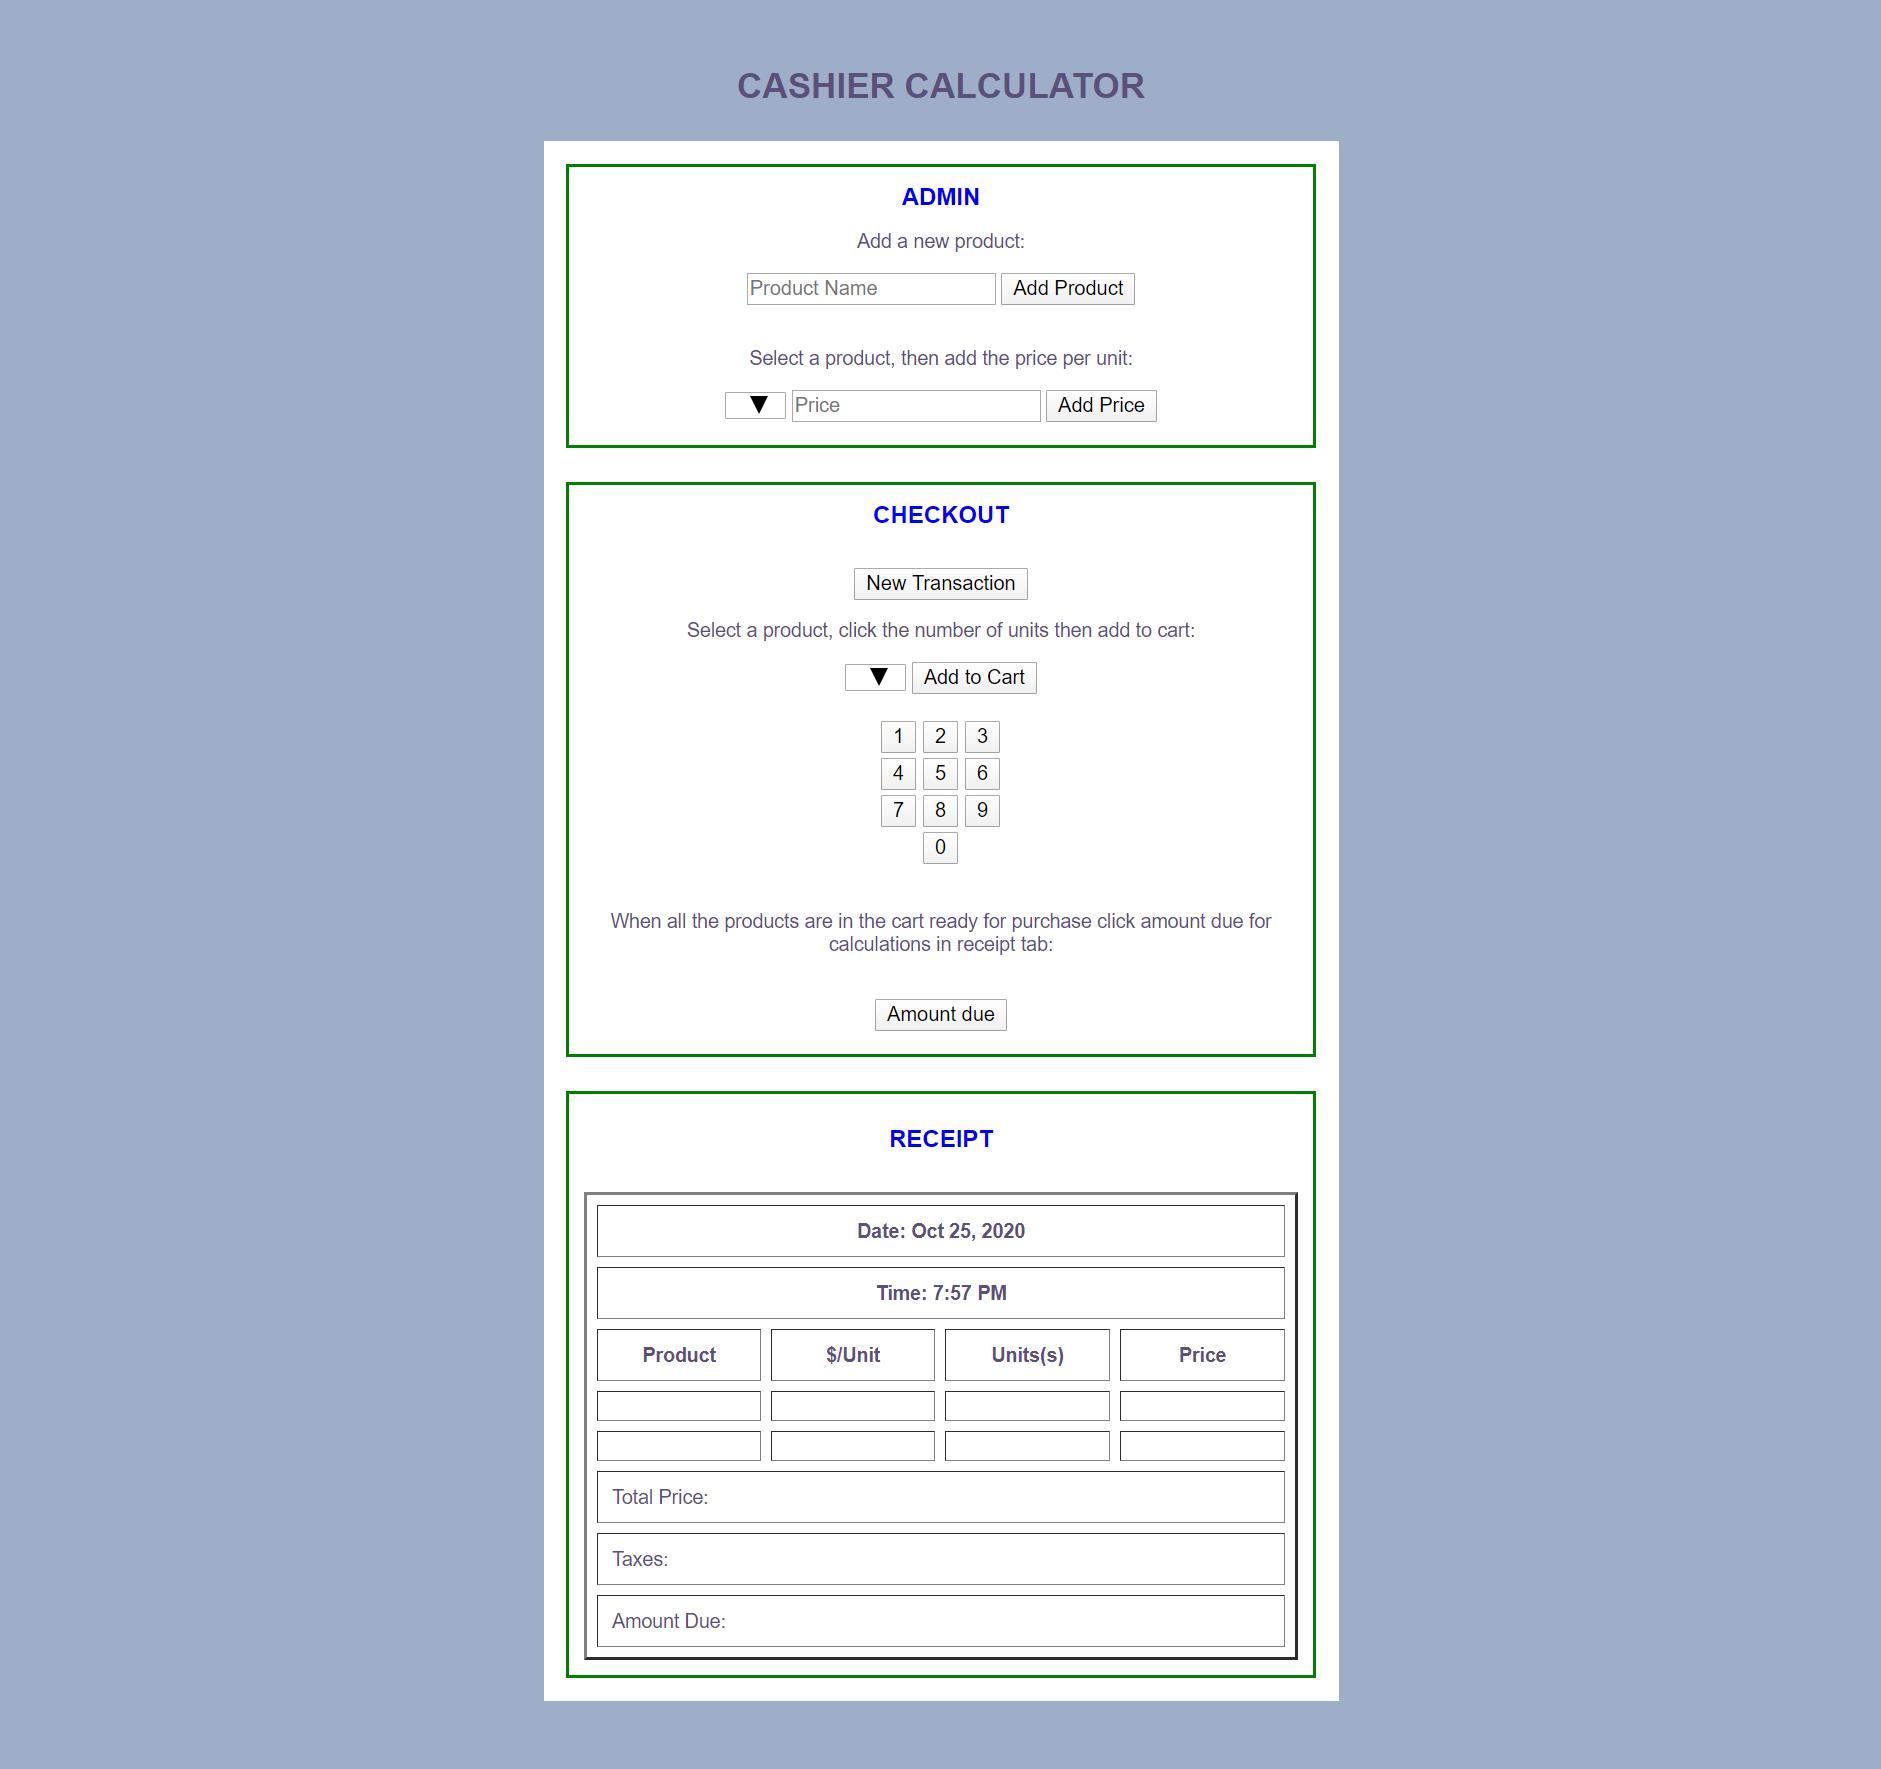 CASHIER CALCULATOR
ADMIN
Add a new product:
Product Name Add Product
Select a product, then add the price per unit:
▼ Price Add Price
CHECKOUT
New Transaction
Select a product, click the number of units then add to cart:
▼ Add to Cart
1 2 3
4 5 6
7 8 9
0
When all the products are in the cart ready for purchase click amount due for
calculations in receipt tab:
Amount due
RECEIPT
Date: Oct 25, 2020
Time: 7:57 PM
Product $/Unit Units(s) Price
Total Price:
Taxes:
Amount Due: